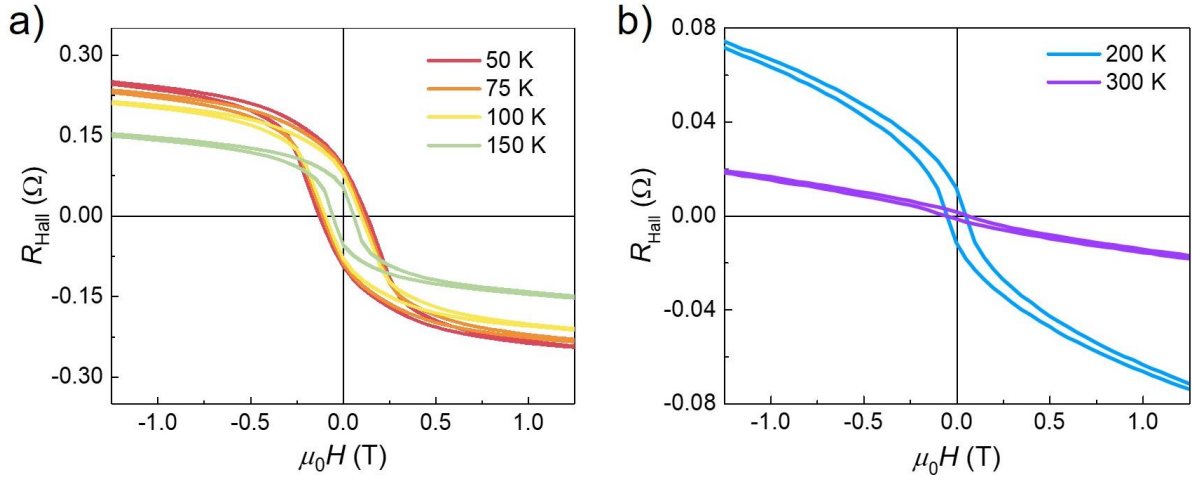 a)
0.30
0.15
0.00
-0.15
-0.30
R_Hall (Ω)
-1.0 -0.5 0.0 0.5 1.0
μ₀H (T)
50 K
75 K
100 K
150 K
b)
0.08
0.04
0.00
-0.04
-0.08
R_Hall (Ω)
-1.0 -0.5 0.0 0.5 1.0
μ₀H (T)
200 K
300 K